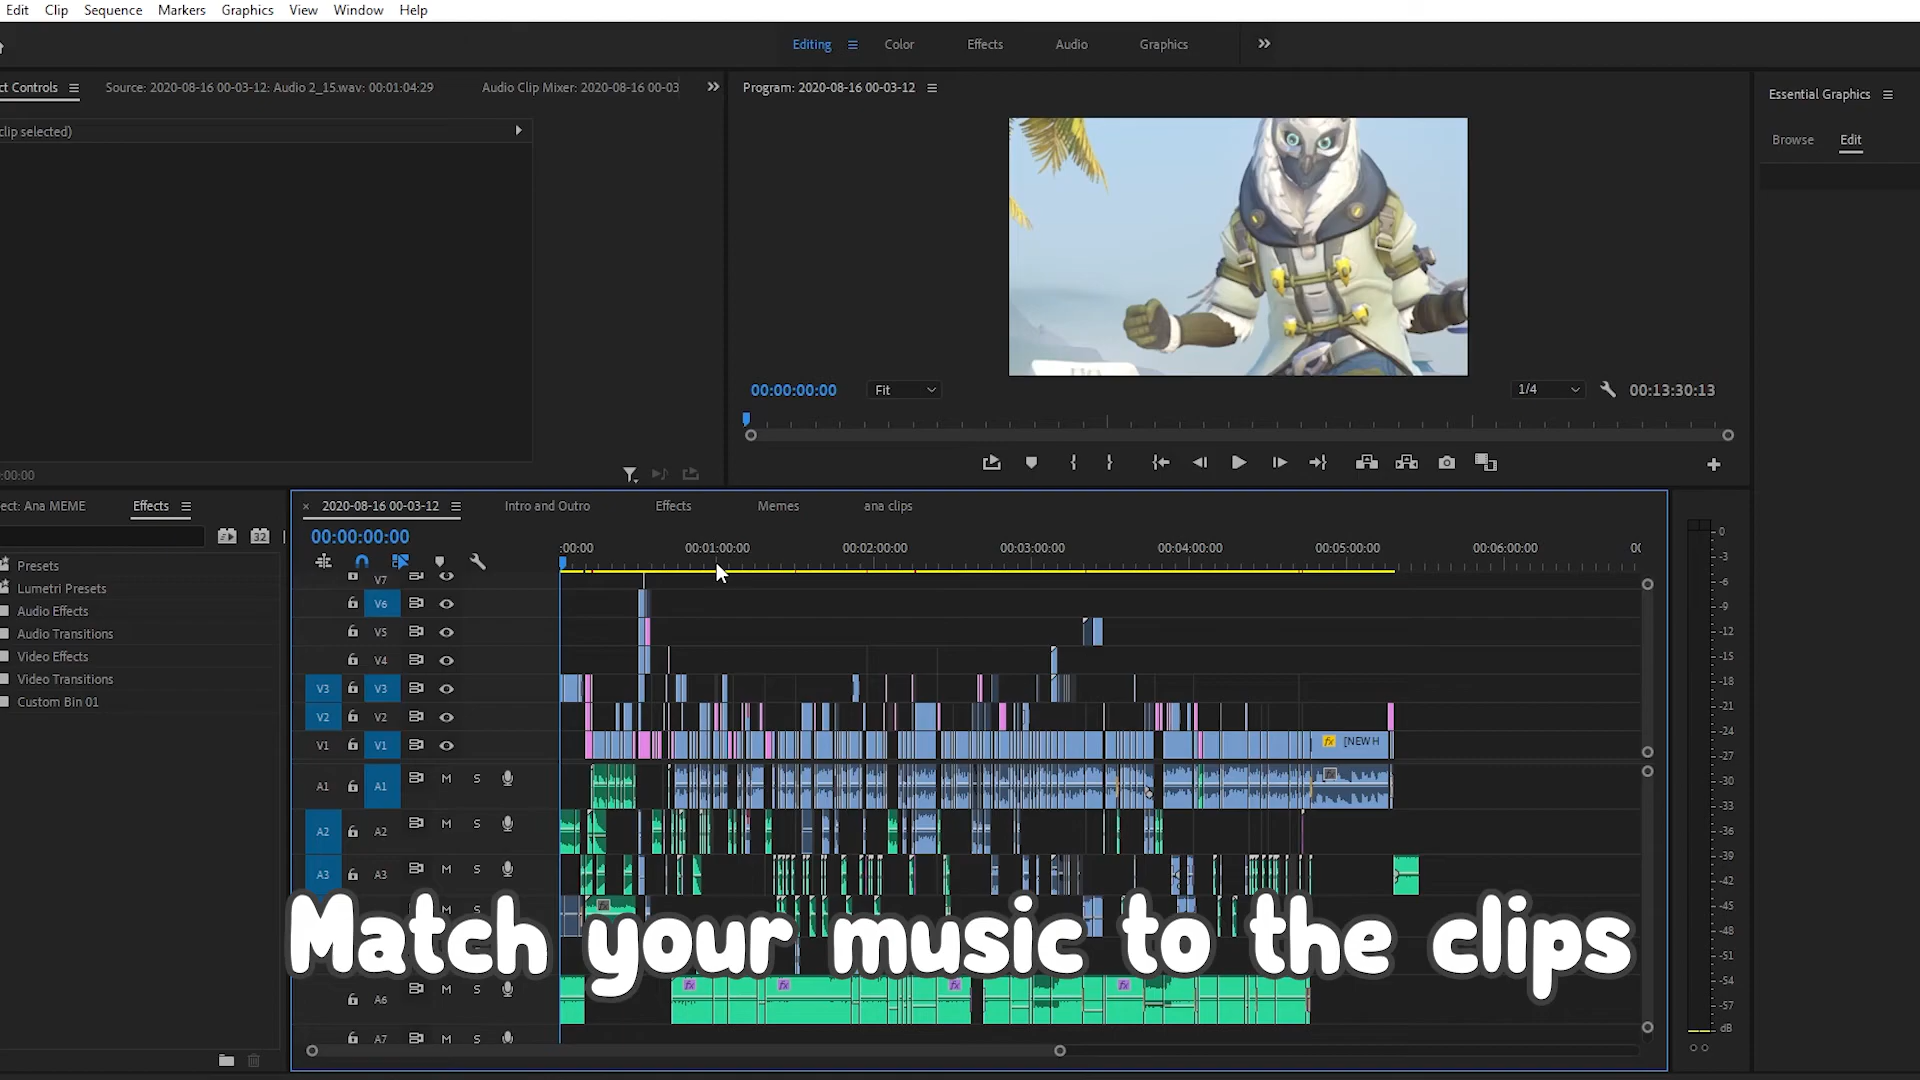 Edit Clip Sequence Markers Graphics View Window Help
Editing Color Effects Audio Graphics
ct Controls Source: 2020-08-16 00-03-12: Audio 2_15.wav: 00:01:04:29 Audio Clip Mixer: 2020-08-16 00-03 Program: 2020-08-16 00-03-12 Essential Graphics
Browse Edit
clip selected)
00:00:00:00 Fit 1/4 00:13:30:13
:00:00
ect: Ana MEME Effects 2020-08-16 00-03-12 Intro and Outro Effects Memes ana clips
00:00:00:00
32
:00:00 00:01:00:00 00:02:00:00 00:03:00:00 00:04:00:00 00:05:00:00 00:06:00:00 00
Presets
Lumetri Presets
Audio Effects
Audio Transitions
Video Effects
Video Transitions
Custom Bin 01
V7
V6
V5
V4
V3 V3
V2 V2
V1 V1 fx [NEW H
A1 A1 M S
A2 A2 M S
A3 A3 M S
M S
Match your music to the clips
A6 M S fx fx fx fx
A7 M S
0
-3
-6
-9
-12
-15
-18
-21
-24
-27
-30
-33
-36
-39
-42
-45
-48
-51
-54
-57
dB